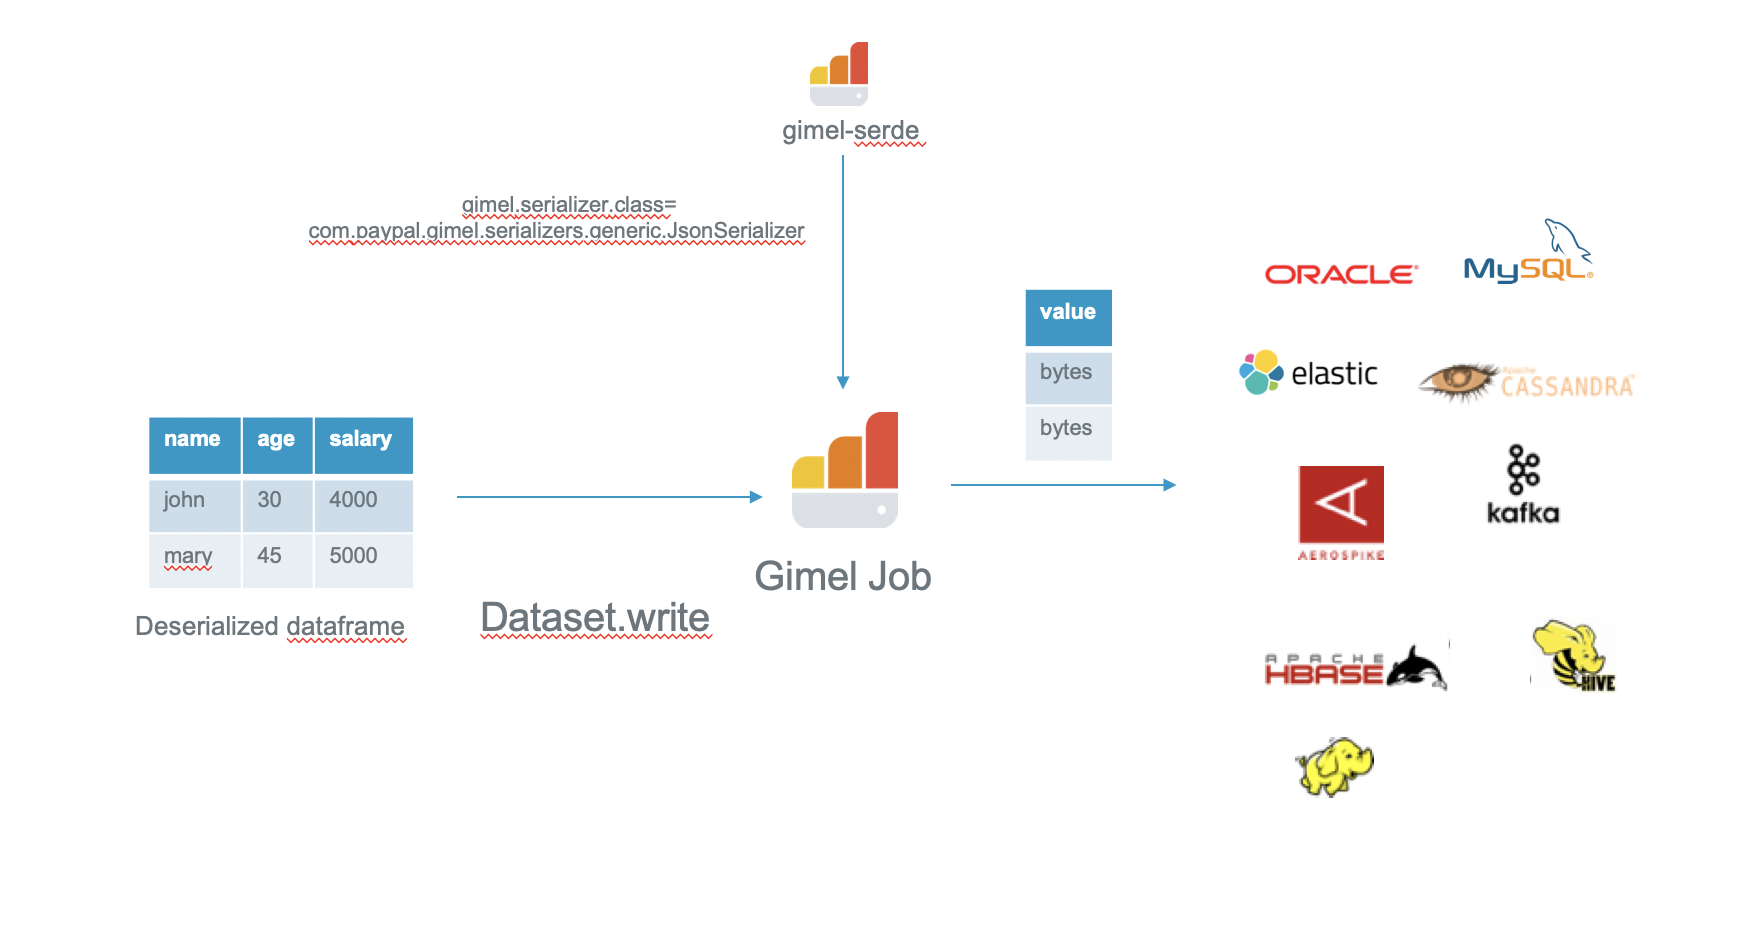 gimel-serde
gimel.serializer.class=
com.paypal.gimel.serializers.generic.JsonSerializer
name age salary
john 30 4000
mary 45 5000
Deserialized dataframe
Dataset.write
Gimel Job
value
bytes
bytes
ORACLE®
MySQL®
elastic
Apache
CASSANDRA™
AEROSPIKE
kafka
APACHE
HBASE
HIVE